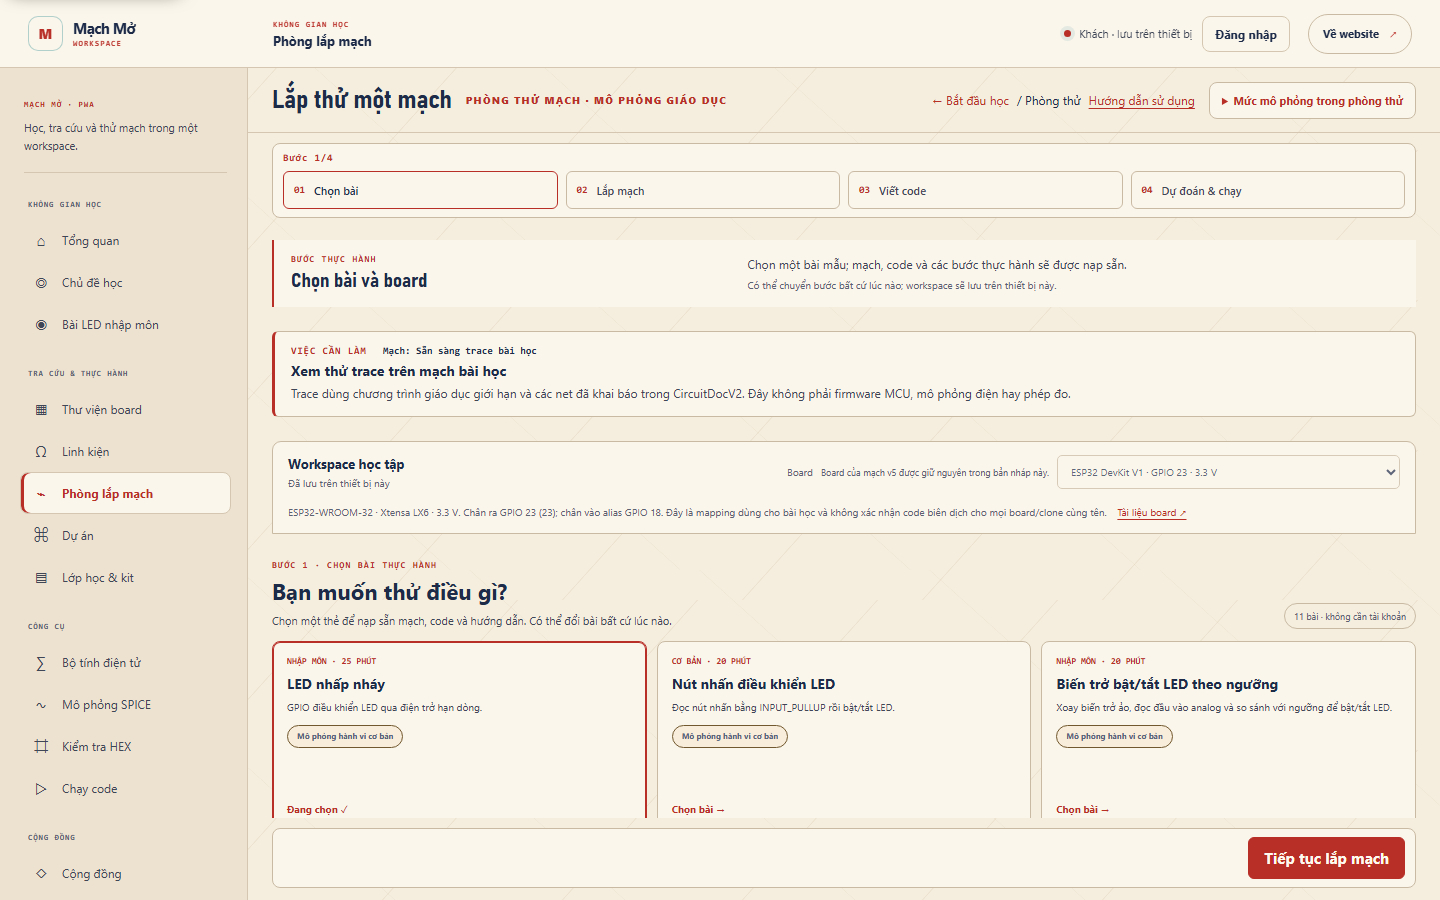 M
Mạch Mở
WORKSPACE
KHÔNG GIAN HỌC
Phòng lắp mạch
Khách · lưu trên thiết bị
Đăng nhập
Về website ↗
MẠCH MỞ · PWA
Học, tra cứu và thử mạch trong một
workspace.
KHÔNG GIAN HỌC
Tổng quan
Chủ đề học
Bài LED nhập môn
TRA CỨU & THỰC HÀNH
Thư viện board
Linh kiện
Phòng lắp mạch
Dự án
Lớp học & kit
CÔNG CỤ
Bộ tính điện tử
Mô phỏng SPICE
Kiểm tra HEX
Chạy code
CỘNG ĐỒNG
Cộng đồng
Lắp thử một mạch
PHÒNG THỬ MẠCH · MÔ PHỎNG GIÁO DỤC
← Bắt đầu học / Phòng thử Hướng dẫn sử dụng
▶ Mức mô phỏng trong phòng thử
Bước 1/4
01 Chọn bài
02 Lắp mạch
03 Viết code
04 Dự đoán & chạy
BƯỚC THỰC HÀNH
Chọn bài và board
Chọn một bài mẫu; mạch, code và các bước thực hành sẽ được nạp sẵn.
Có thể chuyển bước bất cứ lúc nào; workspace sẽ lưu trên thiết bị này.
VIỆC CẦN LÀM Mạch: Sẵn sàng trace bài học
Xem thử trace trên mạch bài học
Trace dùng chương trình giáo dục giới hạn và các net đã khai báo trong CircuitDocV2. Đây không phải firmware MCU, mô phỏng điện hay phép đo.
Workspace học tập
Đã lưu trên thiết bị này
Board Board của mạch v5 được giữ nguyên trong bản nháp này.
ESP32 DevKit V1 · GPIO 23 · 3.3 V
ESP32-WROOM-32 · Xtensa LX6 · 3.3 V. Chân ra GPIO 23 (23); chân vào alias GPIO 18. Đây là mapping dùng cho bài học và không xác nhận code biên dịch cho mọi board/clone cùng tên. Tài liệu board ↗
BƯỚC 1 · CHỌN BÀI THỰC HÀNH
Bạn muốn thử điều gì?
Chọn một thẻ để nạp sẵn mạch, code và hướng dẫn. Có thể đổi bài bất cứ lúc nào.
11 bài · không cần tài khoản
NHẬP MÔN · 25 PHÚT
LED nhấp nháy
GPIO điều khiển LED qua điện trở hạn dòng.
Mô phỏng hành vi cơ bản
Đang chọn ✓
CƠ BẢN · 20 PHÚT
Nút nhấn điều khiển LED
Đọc nút nhấn bằng INPUT_PULLUP rồi bật/tắt LED.
Mô phỏng hành vi cơ bản
Chọn bài →
NHẬP MÔN · 20 PHÚT
Biến trở bật/tắt LED theo ngưỡng
Xoay biến trở ảo, đọc đầu vào analog và so sánh với ngưỡng để bật/tắt LED.
Mô phỏng hành vi cơ bản
Chọn bài →
Tiếp tục lắp mạch